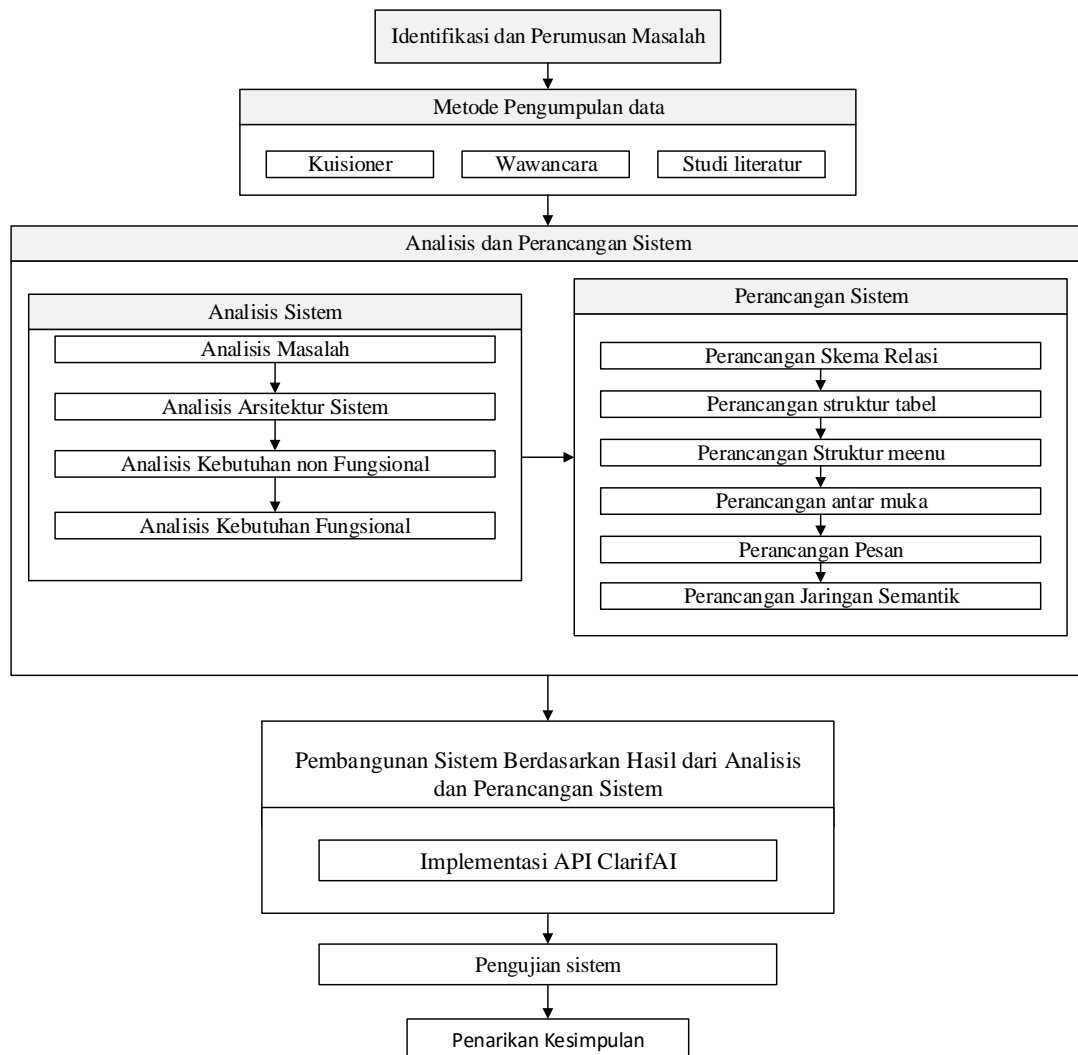 Identifikasi dan Perumusan Masalah
Metode Pengumpulan data
Kuisioner
Wawancara
Studi literatur
Analisis dan Perancangan Sistem
Analisis Sistem
Analisis Masalah
Analisis Arsitektur Sistem
Analisis Kebutuhan non Fungsional
Analisis Kebutuhan Fungsional
Perancangan Sistem
Perancangan Skema Relasi
Perancangan struktur tabel
Perancangan Struktur meenu
Perancangan antar muka
Perancangan Pesan
Perancangan Jaringan Semantik
Pembangunan Sistem Berdasarkan Hasil dari Analisis
dan Perancangan Sistem
Implementasi API ClarifAI
Pengujian sistem
Penarikan Kesimpulan